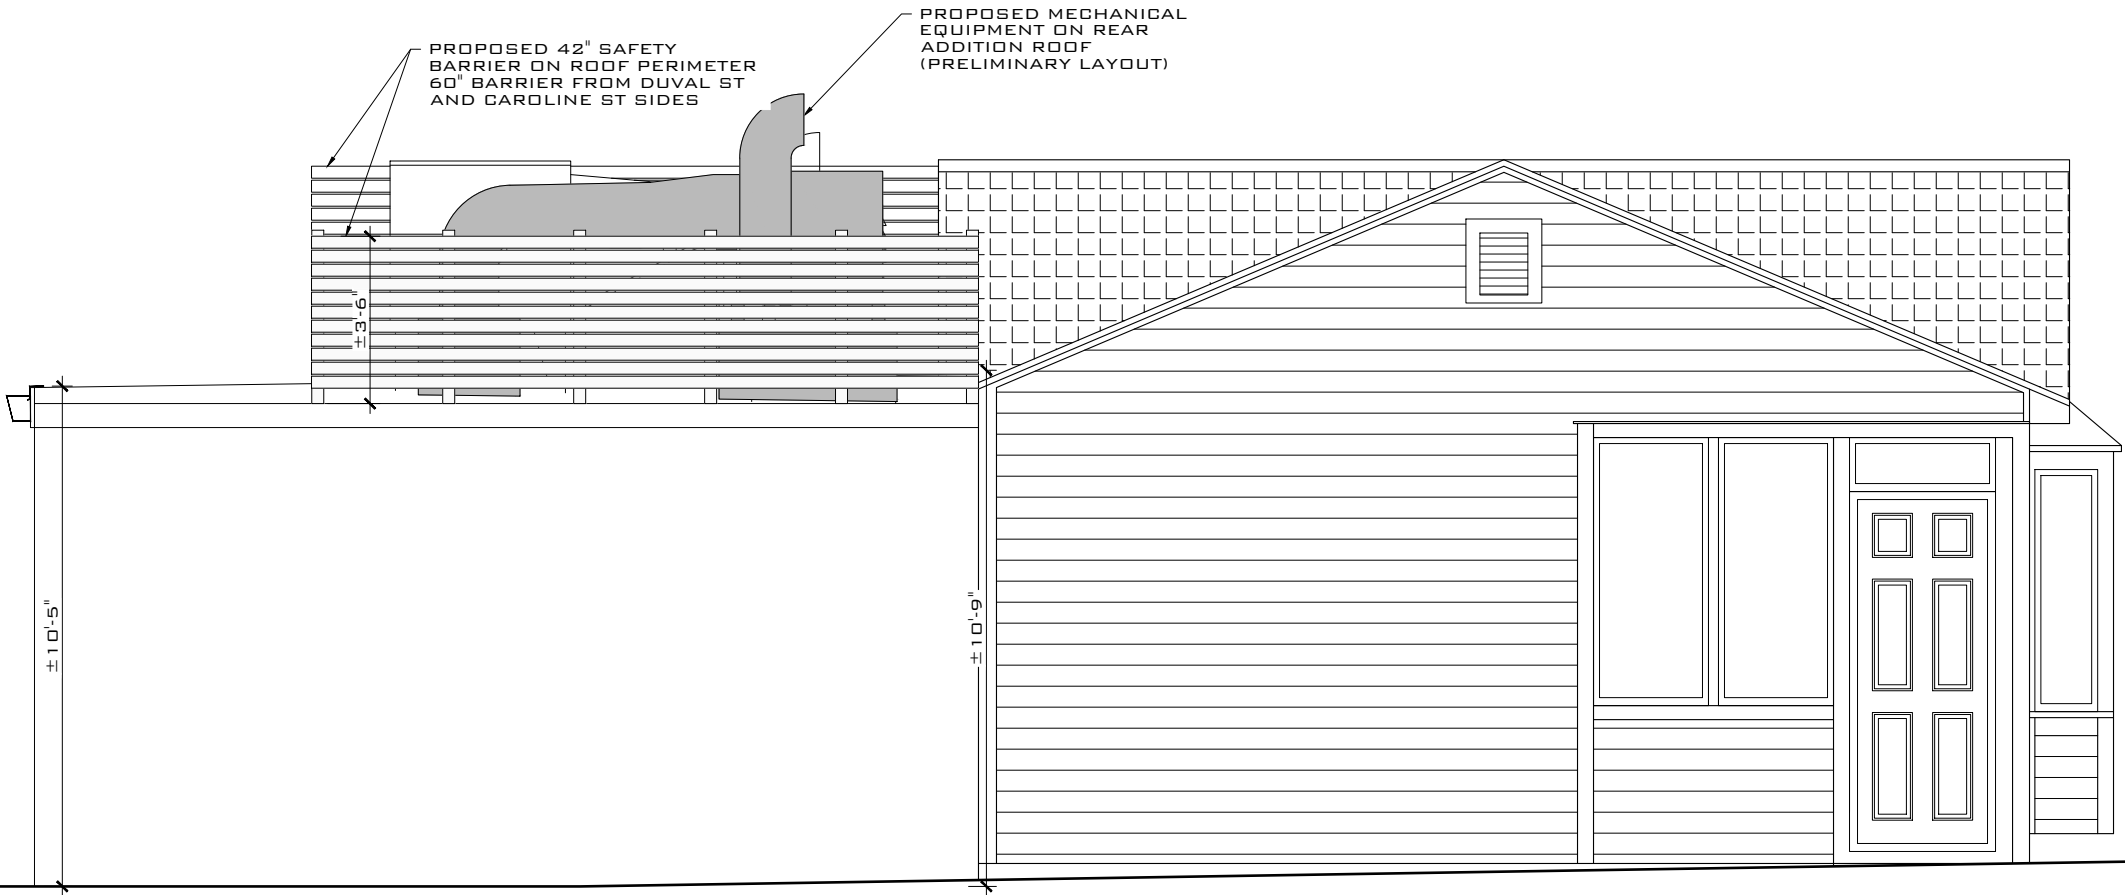 PROPOSED MECHANICAL
EQUIPMENT ON REAR
ADDITION ROOF
(PRELIMINARY LAYOUT)
PROPOSED 42" SAFETY
BARRIER ON ROOF PERIMETER
60" BARRIER FROM DUVAL ST
AND CAROLINE ST SIDES
±3'-6"
±10'-5"
±10'-9"